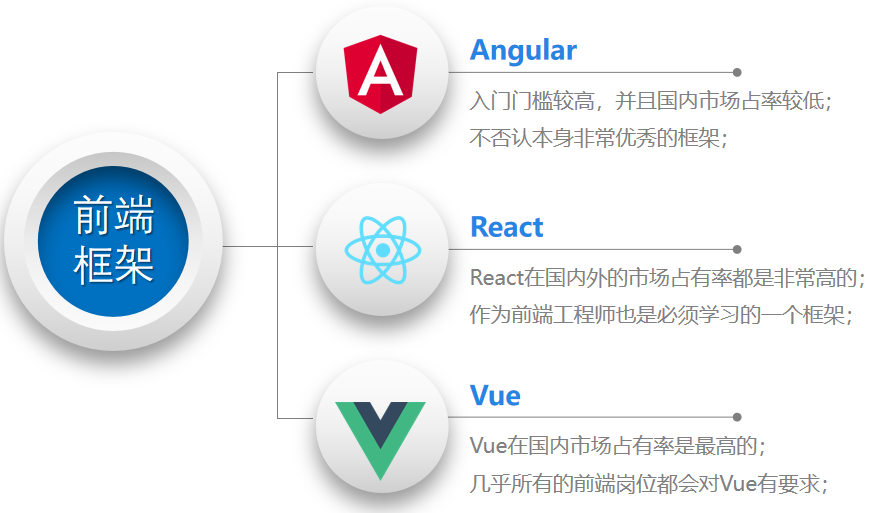 前端
框架
Angular
入门门槛较高，并且国内市场占率较低；
不否认本身非常优秀的框架；
React
React在国内外的市场占有率都是非常高的；
作为前端工程师也是必须学习的一个框架；
Vue
Vue在国内市场占有率是最高的；
几乎所有的前端岗位都会对Vue有要求；